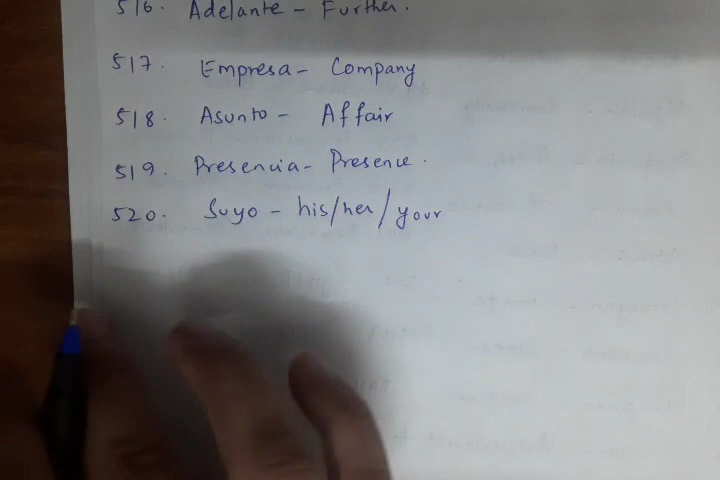 516. Adelante - Further.
517. Empresa - Company
518. Asunto - Affair
519. Presencia - Presence.
520. Suyo - his/her/your